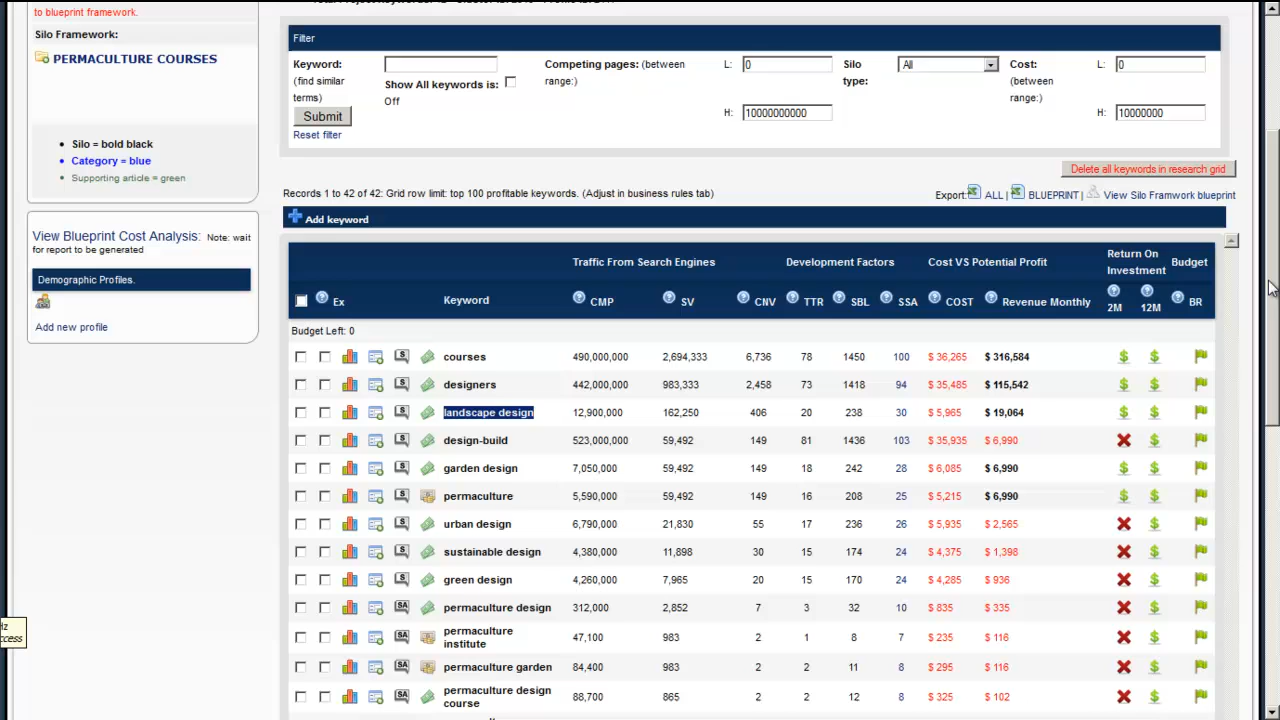 to blueprint framework.
Silo Framework:
PERMACULTURE COURSES
Silo = bold black
Category = blue
Supporting article = green
View Blueprint Cost Analysis: Note: wait
for report to be generated
Demographic Profiles.
Add new profile
Hz
ccess
Filter
Keyword: Competing pages: (between L: 0 Silo All Cost: L: 0
(find similar Show All keywords is: range:) type: (between
terms) Off range:)
Submit H: 10000000000 H: 10000000
Reset filter
Delete all keywords in research grid
Records 1 to 42 of 42: Grid row limit: top 100 profitable keywords. (Adjust in business rules tab) Export: ALL | BLUEPRINT | View Silo Framwork blueprint
Add keyword
Traffic From Search Engines Development Factors Cost VS Potential Profit Return On Investment Budget
Ex Keyword CMP SV CNV TTR SBL SSA COST Revenue Monthly 2M 12M BR
Budget Left: 0
S courses 490,000,000 2,694,333 6,736 78 1450 100 $ 36,265 $ 316,584 $ $
S designers 442,000,000 983,333 2,458 73 1418 94 $ 35,485 $ 115,542 $ $
S landscape design 12,900,000 162,250 406 20 238 30 $ 5,965 $ 19,064 $ $
S design-build 523,000,000 59,492 149 81 1436 103 $ 35,935 $ 6,990 $
S garden design 7,050,000 59,492 149 18 242 28 $ 6,085 $ 6,990 $ $
S permaculture 5,590,000 59,492 149 16 208 25 $ 5,215 $ 6,990 $ $
S urban design 6,790,000 21,830 55 17 236 26 $ 5,935 $ 2,565 $
S sustainable design 4,380,000 11,898 30 15 174 24 $ 4,375 $ 1,398 $
S green design 4,260,000 7,965 20 15 170 24 $ 4,285 $ 936 $
SA permaculture design 312,000 2,852 7 3 32 10 $ 835 $ 335 $
SA permaculture institute 47,100 983 2 1 8 7 $ 235 $ 116 $
SA permaculture garden 84,400 983 2 2 11 8 $ 295 $ 116 $
SA permaculture design course 88,700 865 2 2 12 8 $ 325 $ 102 $